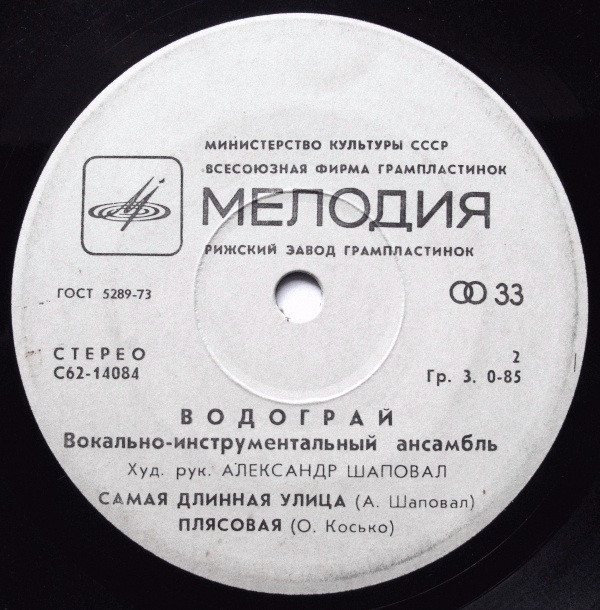 МИНИСТЕРСТВО КУЛЬТУРЫ СССР
ВСЕСОЮЗНАЯ ФИРМА ГРАМПЛАСТИНОК
МЕЛОДИЯ
РИЖСКИЙ ЗАВОД ГРАМПЛАСТИНОК
ГОСТ 5289-73
33
СТЕРЕО
2
С62-14084
Гр. 3. 0-85
ВОДОГРАЙ
Вокально-инструментальный ансамбль
Худ. рук. АЛЕКСАНДР ШАПОВАЛ
САМАЯ ДЛИННАЯ УЛИЦА (А. Шаповал)
ПЛЯСОВАЯ (О. Косько)